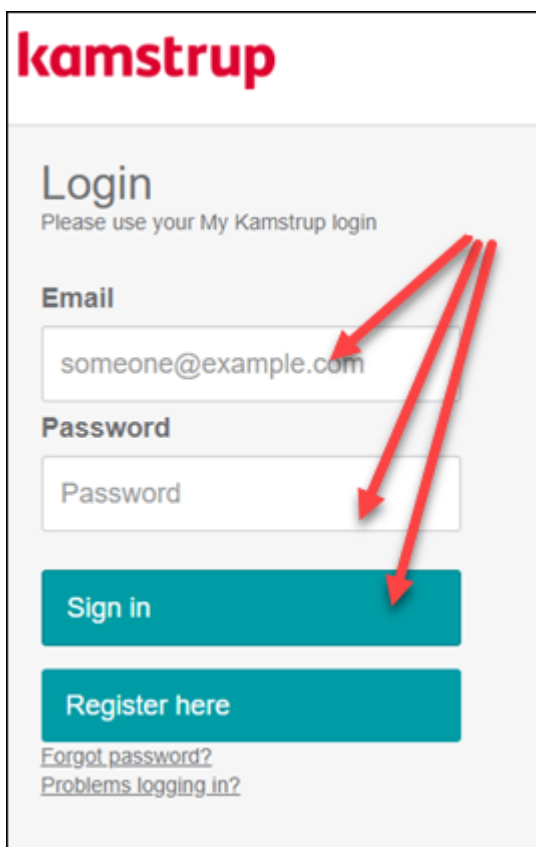 kamstrup
Login
Please use your My Kamstrup login
Email
someone@example.com
Password
Password
Sign in
Register here
Forgot password?
Problems logging in?